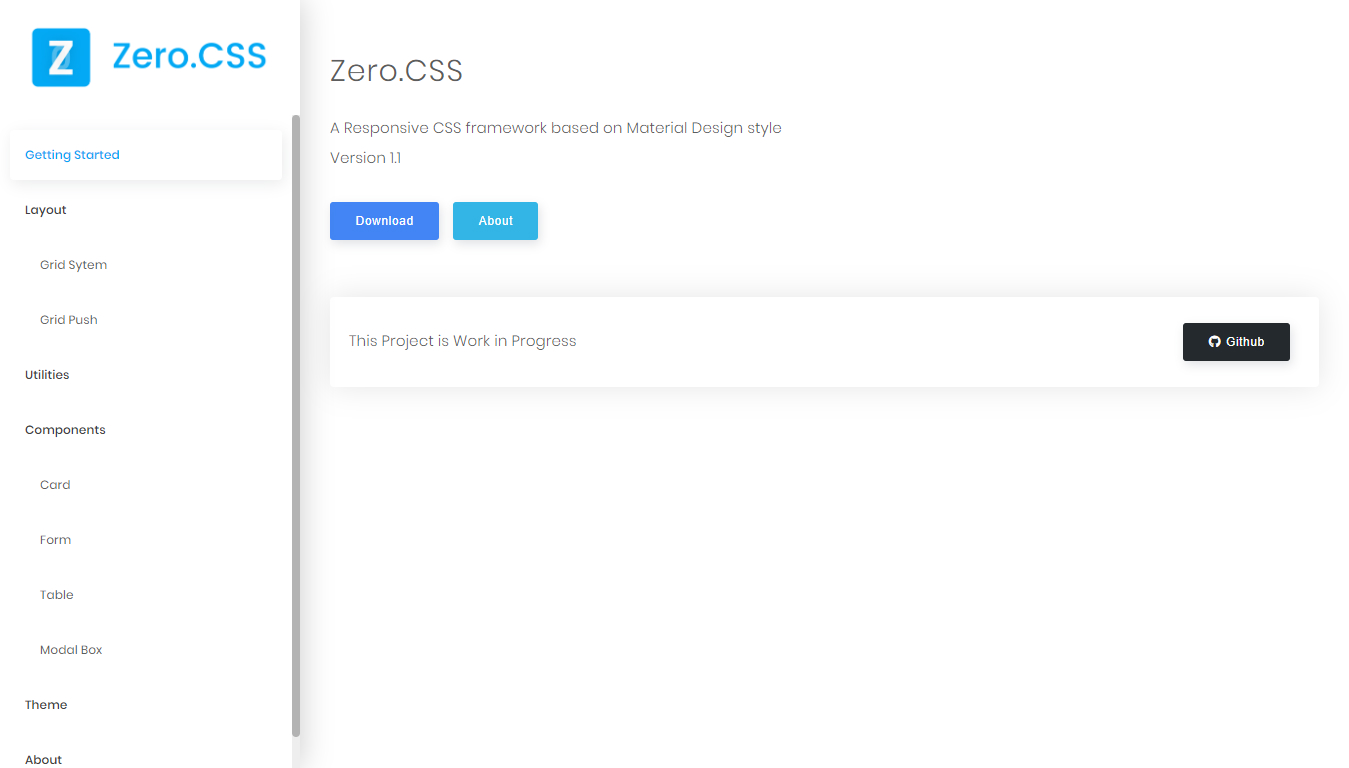 Z Zero.CSS
Getting Started
Layout
Grid Sytem
Grid Push
Utilities
Components
Card
Form
Table
Modal Box
Theme
About
Zero.CSS
A Responsive CSS framework based on Material Design style
Version 1.1
Download About
This Project is Work in Progress Github